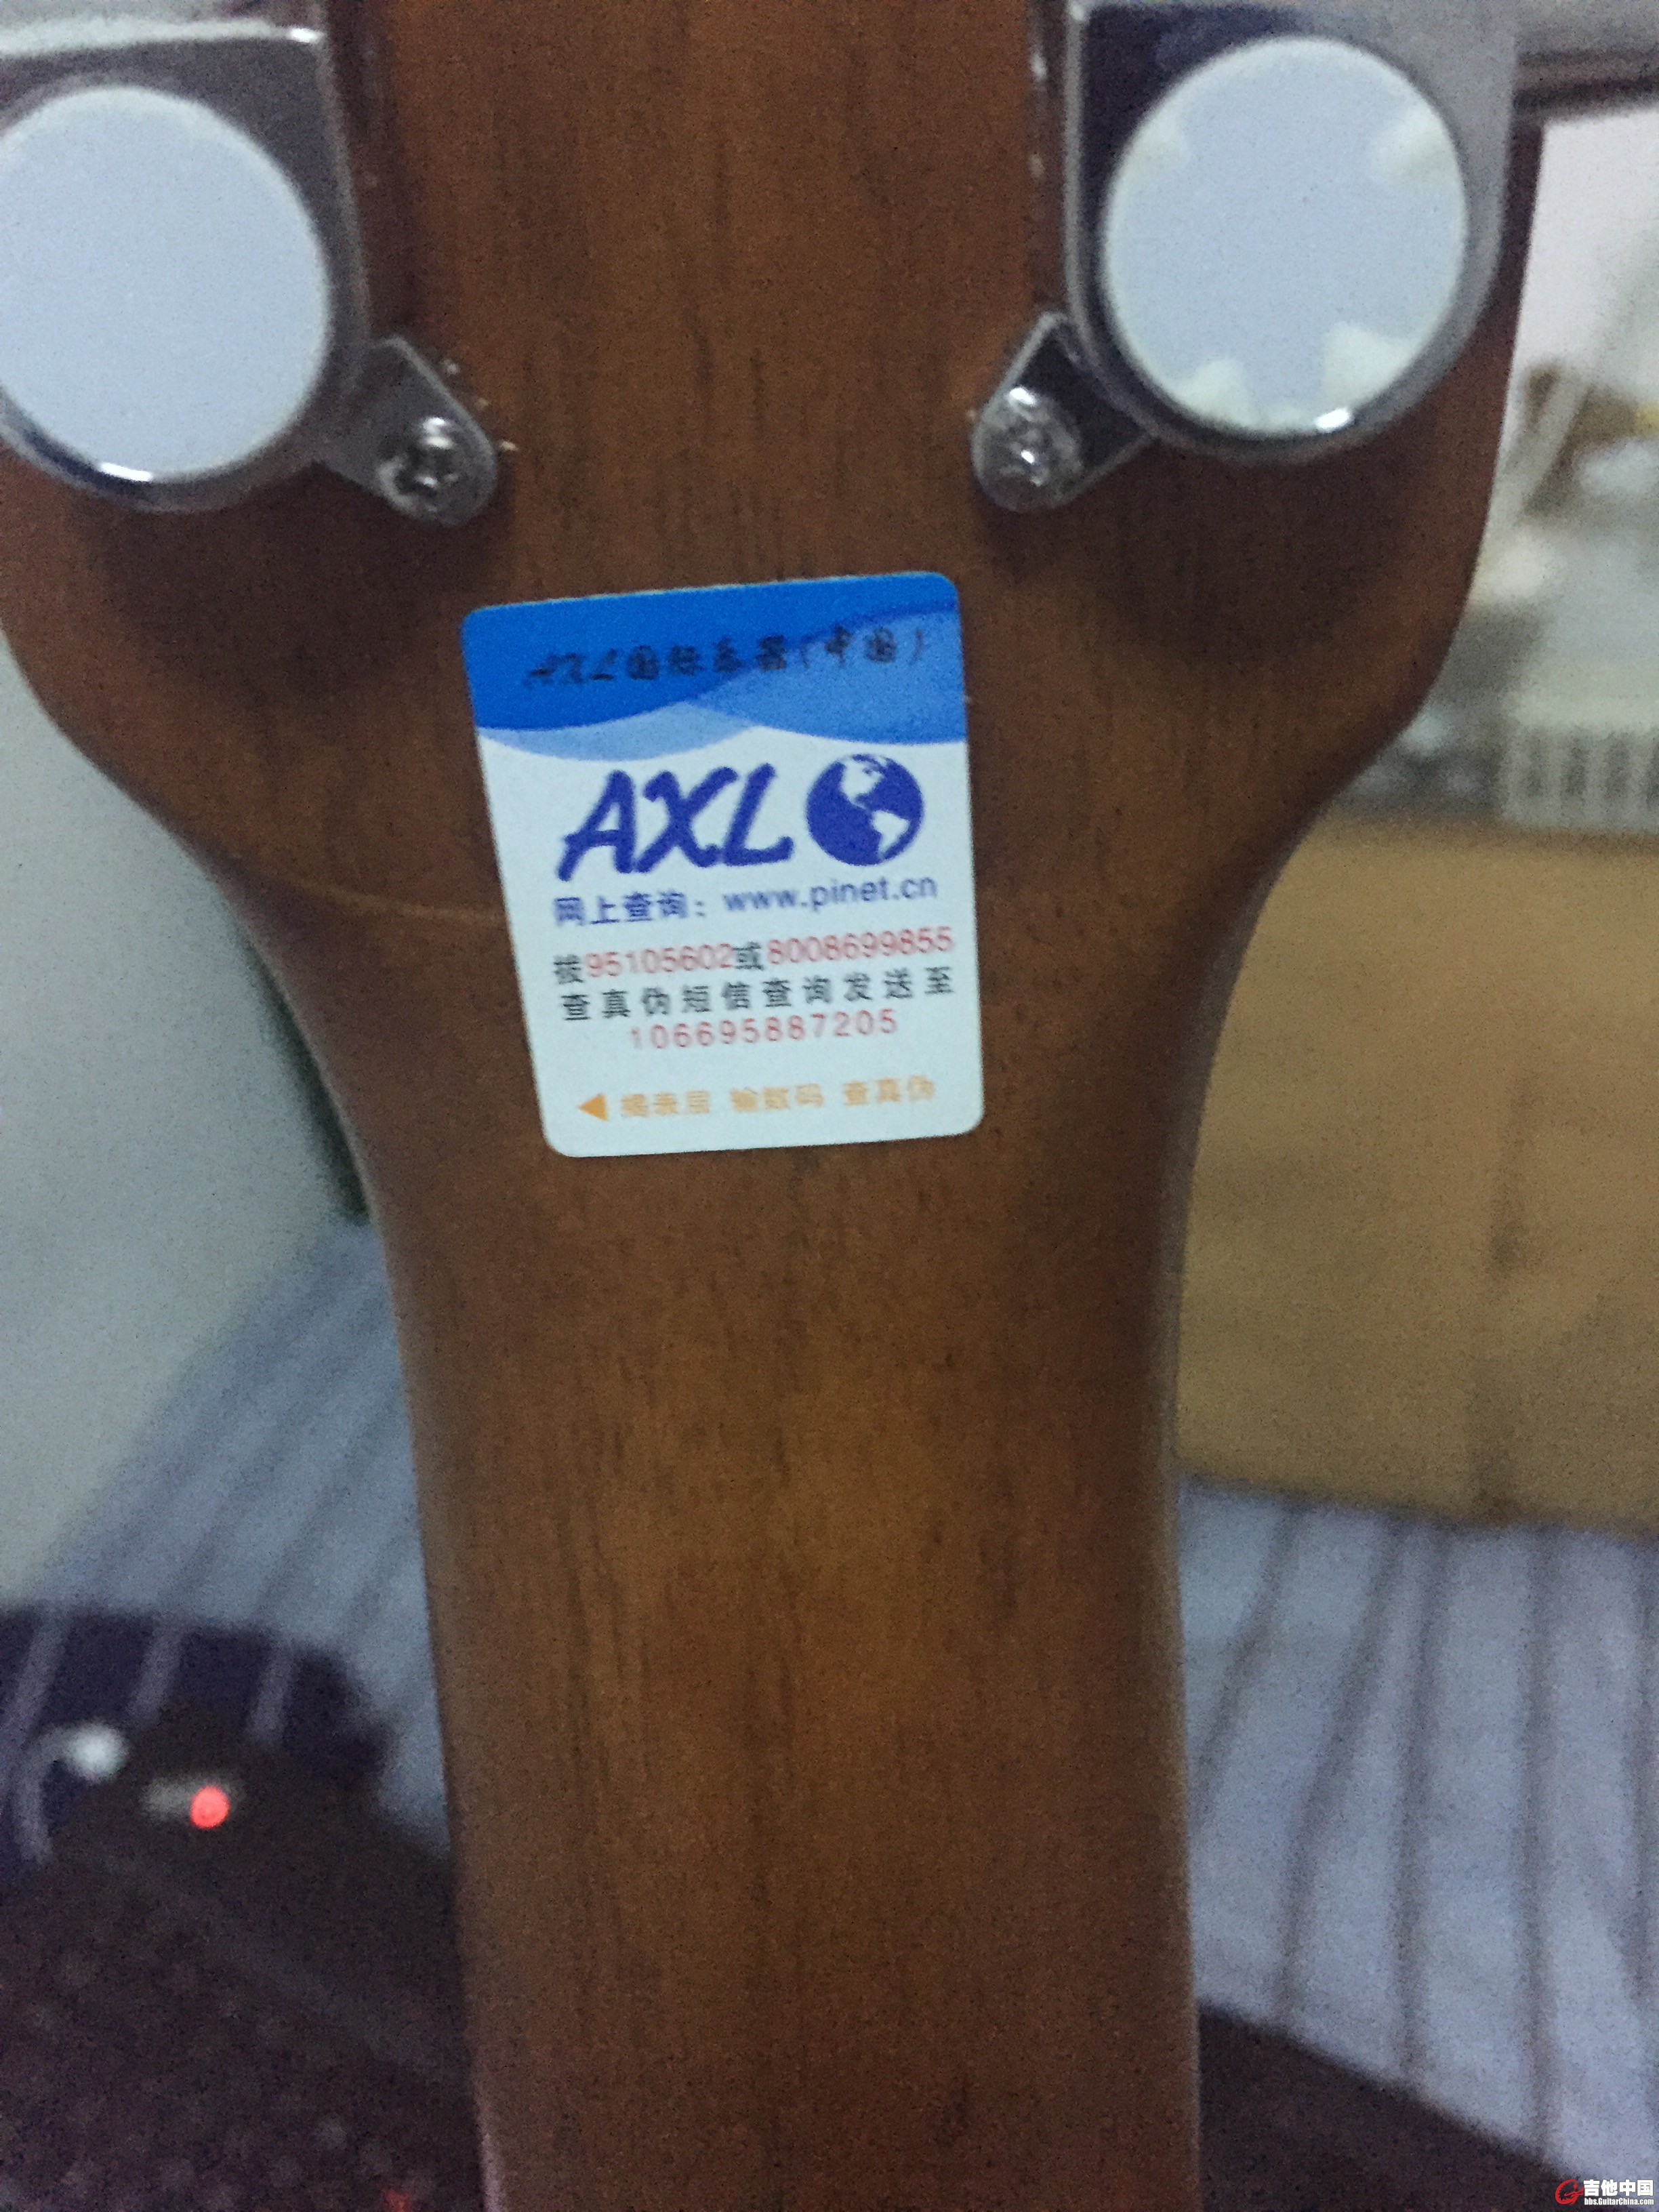 AXL国际乐器(中国)
AXL
网上查询：www.pinet.cn
拨95105602或8008699855
查真伪短信查询发送至
106695887205
◀ 揭表层 输数码 查真伪
吉他中国
bbs.GuitarChina.com